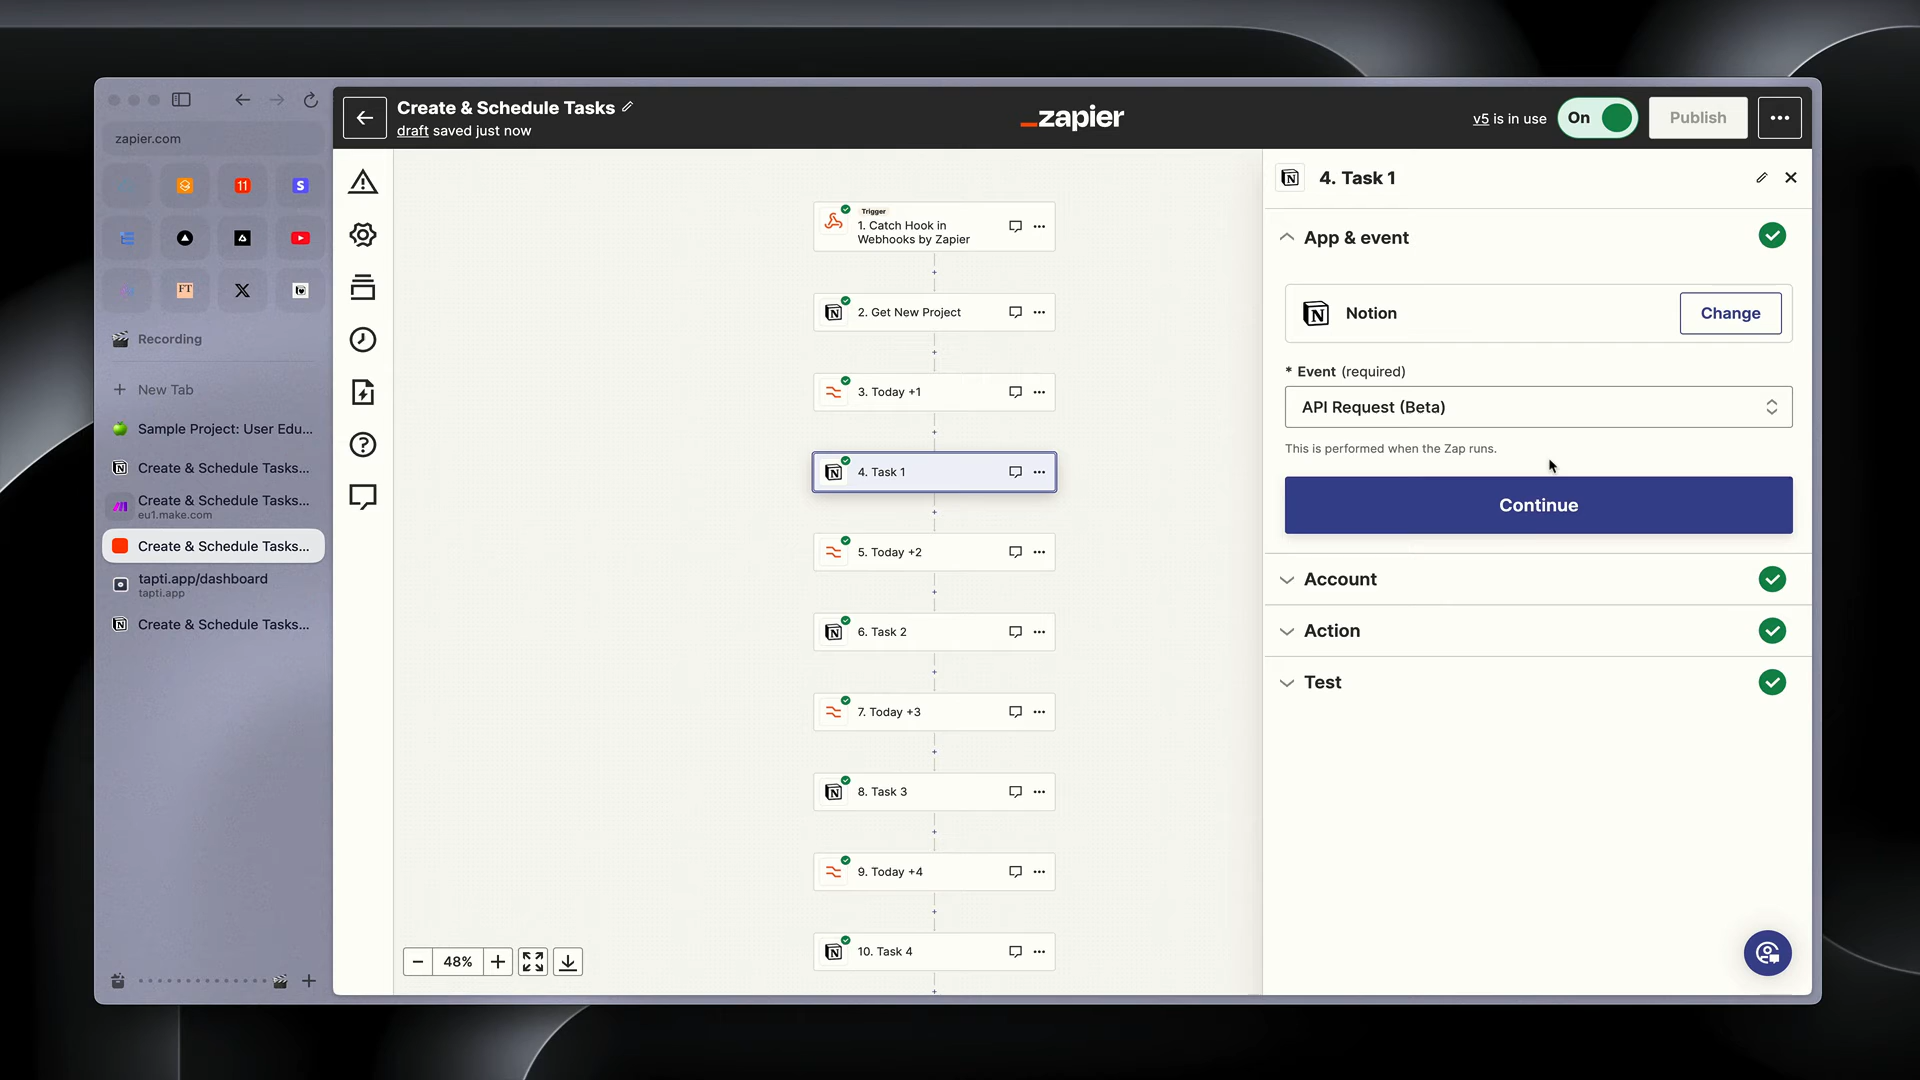 zapier.com
11
S
FT
X
Recording
New Tab
Sample Project: User Edu...
Create & Schedule Tasks...
Create & Schedule Tasks...
eu1.make.com
Create & Schedule Tasks...
tapti.app/dashboard
tapti.app
Create & Schedule Tasks...
Create & Schedule Tasks
draft saved just now
_zapier
v5 is in use
On
Publish
Trigger
1. Catch Hook in
Webhooks by Zapier
2. Get New Project
3. Today +1
4. Task 1
5. Today +2
6. Task 2
7. Today +3
8. Task 3
9. Today +4
10. Task 4
48%
4. Task 1
App & event
Notion
Change
* Event (required)
API Request (Beta)
This is performed when the Zap runs.
Continue
Account
Action
Test